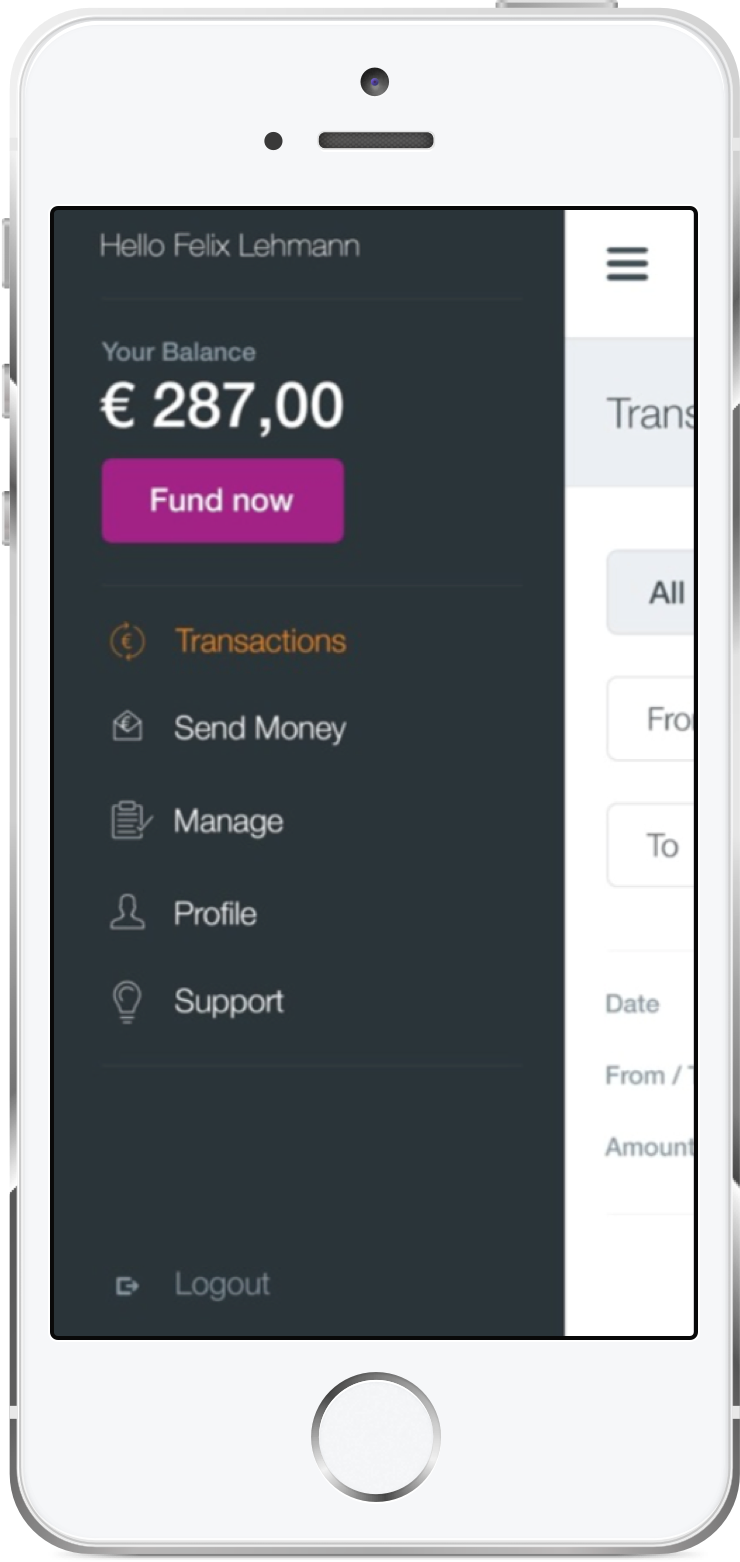 Hello Felix Lehmann
Your Balance
€ 287,00
Fund now
Transactions
Send Money
Manage
Profile
Support
Logout
Trans
All
Fro
To
Date
From /
Amount